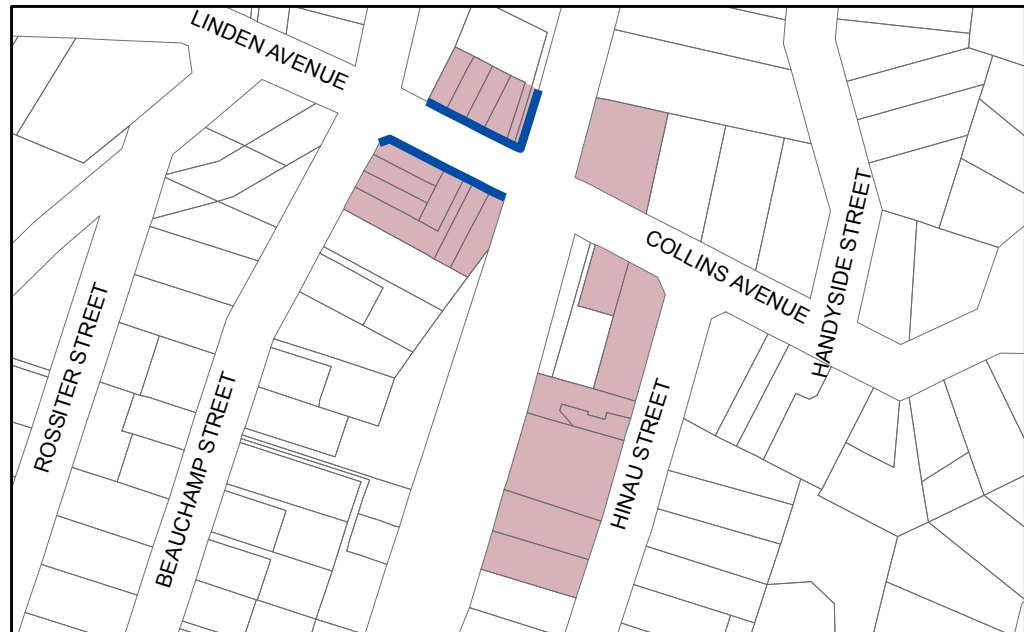 LINDEN AVENUE
COLLINS AVENUE
HANDYSIDE STREET
ROSSITER STREET
BEAUCHAMP STREET
HINAU STREET